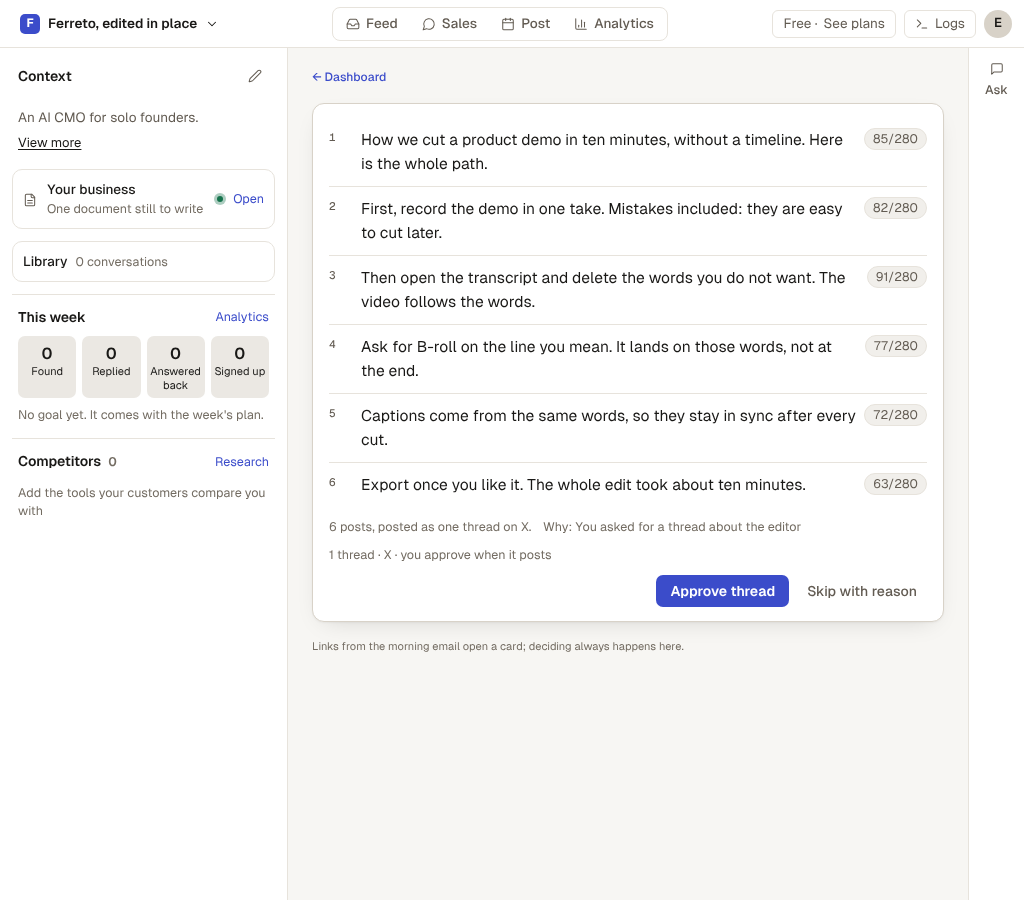 F Ferreto, edited in place
Feed Sales Post Analytics
Free · See plans
Logs
E
Context
An AI CMO for solo founders.
View more
Your business
One document still to write
Open
Library 0 conversations
This week Analytics
0 Found
0 Replied
0 Answered back
0 Signed up
No goal yet. It comes with the week's plan.
Competitors 0 Research
Add the tools your customers compare you
with
← Dashboard
1 How we cut a product demo in ten minutes, without a timeline. Here 85/280
is the whole path.
2 First, record the demo in one take. Mistakes included: they are easy 82/280
to cut later.
3 Then open the transcript and delete the words you do not want. The 91/280
video follows the words.
4 Ask for B-roll on the line you mean. It lands on those words, not at 77/280
the end.
5 Captions come from the same words, so they stay in sync after every 72/280
cut.
6 Export once you like it. The whole edit took about ten minutes. 63/280
6 posts, posted as one thread on X. Why: You asked for a thread about the editor
1 thread · X · you approve when it posts
Approve thread Skip with reason
Links from the morning email open a card; deciding always happens here.
Ask